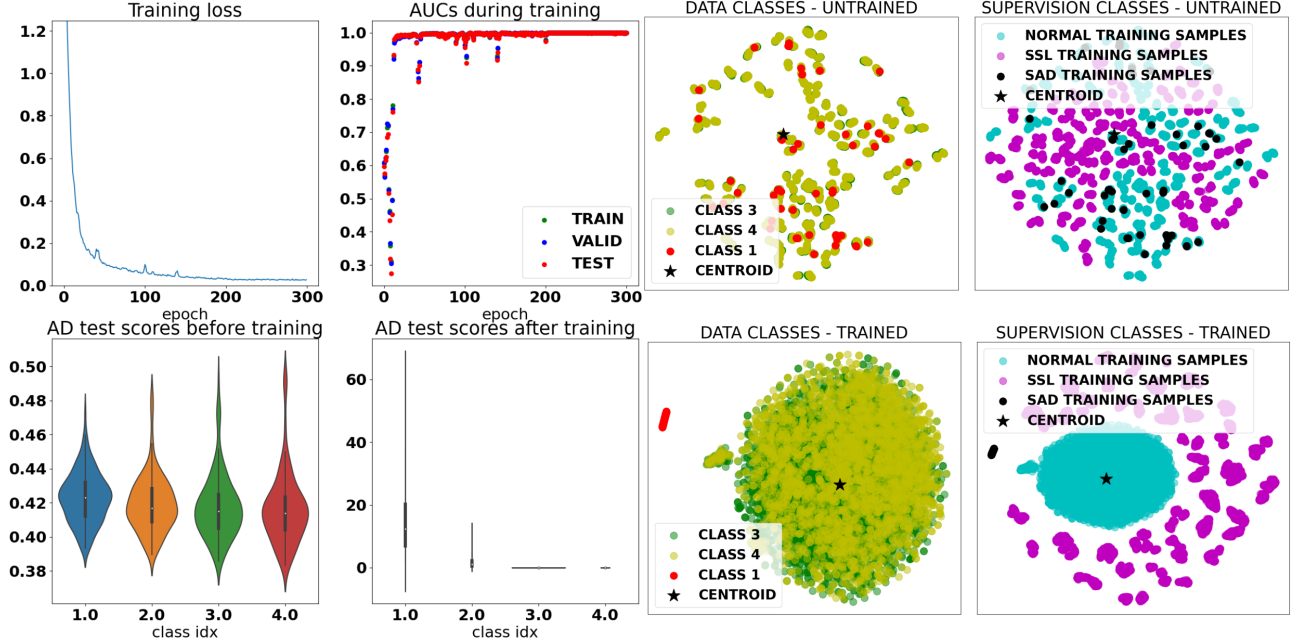 Training loss
1.2
1.0
0.8
0.6
0.4
0.2
0.0
0
100
200
300
epoch
AUCs during training
1.0
0.9
0.8
0.7
0.6
0.5
0.4
0.3
TRAIN
VALID
TEST
0
100
200
300
epoch
DATA CLASSES - UNTRAINED
CLASS 3
CLASS 4
CLASS 1
CENTROID
SUPERVISION CLASSES - UNTRAINED
NORMAL TRAINING SAMPLES
SSL TRAINING SAMPLES
SAD TRAINING SAMPLES
CENTROID
AD test scores before training
0.50
0.48
0.46
0.44
0.42
0.40
0.38
1.0
2.0
3.0
4.0
class idx
AD test scores after training
60
40
20
0
1.0
2.0
3.0
4.0
class idx
DATA CLASSES - TRAINED
CLASS 3
CLASS 4
CLASS 1
CENTROID
SUPERVISION CLASSES - TRAINED
NORMAL TRAINING SAMPLES
SSL TRAINING SAMPLES
SAD TRAINING SAMPLES
CENTROID